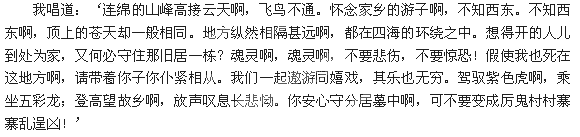 我唱道：‘连绵的山峰高接云天啊，飞鸟不通。怀念家乡的游子啊，不知西东。不知西
东啊，顶上的苍天却一般相同。地方纵然相隔甚远啊，都在四海的环绕之中。想得开的人儿
到处为家，又何必守住那旧居一栋？魂灵啊，魂灵啊，不要悲伤，不要惊恐！假使我也死在
这地方啊，请带着你子你仆紧相从。我们一起遨游同嬉戏，其乐也无穷。驾驭紫色虎啊，乘
坐五彩龙；登高望故乡啊，放声叹息长悲恸。你安心守分居墓中啊，可不要变成厉鬼村村寨
寨乱逞凶！’